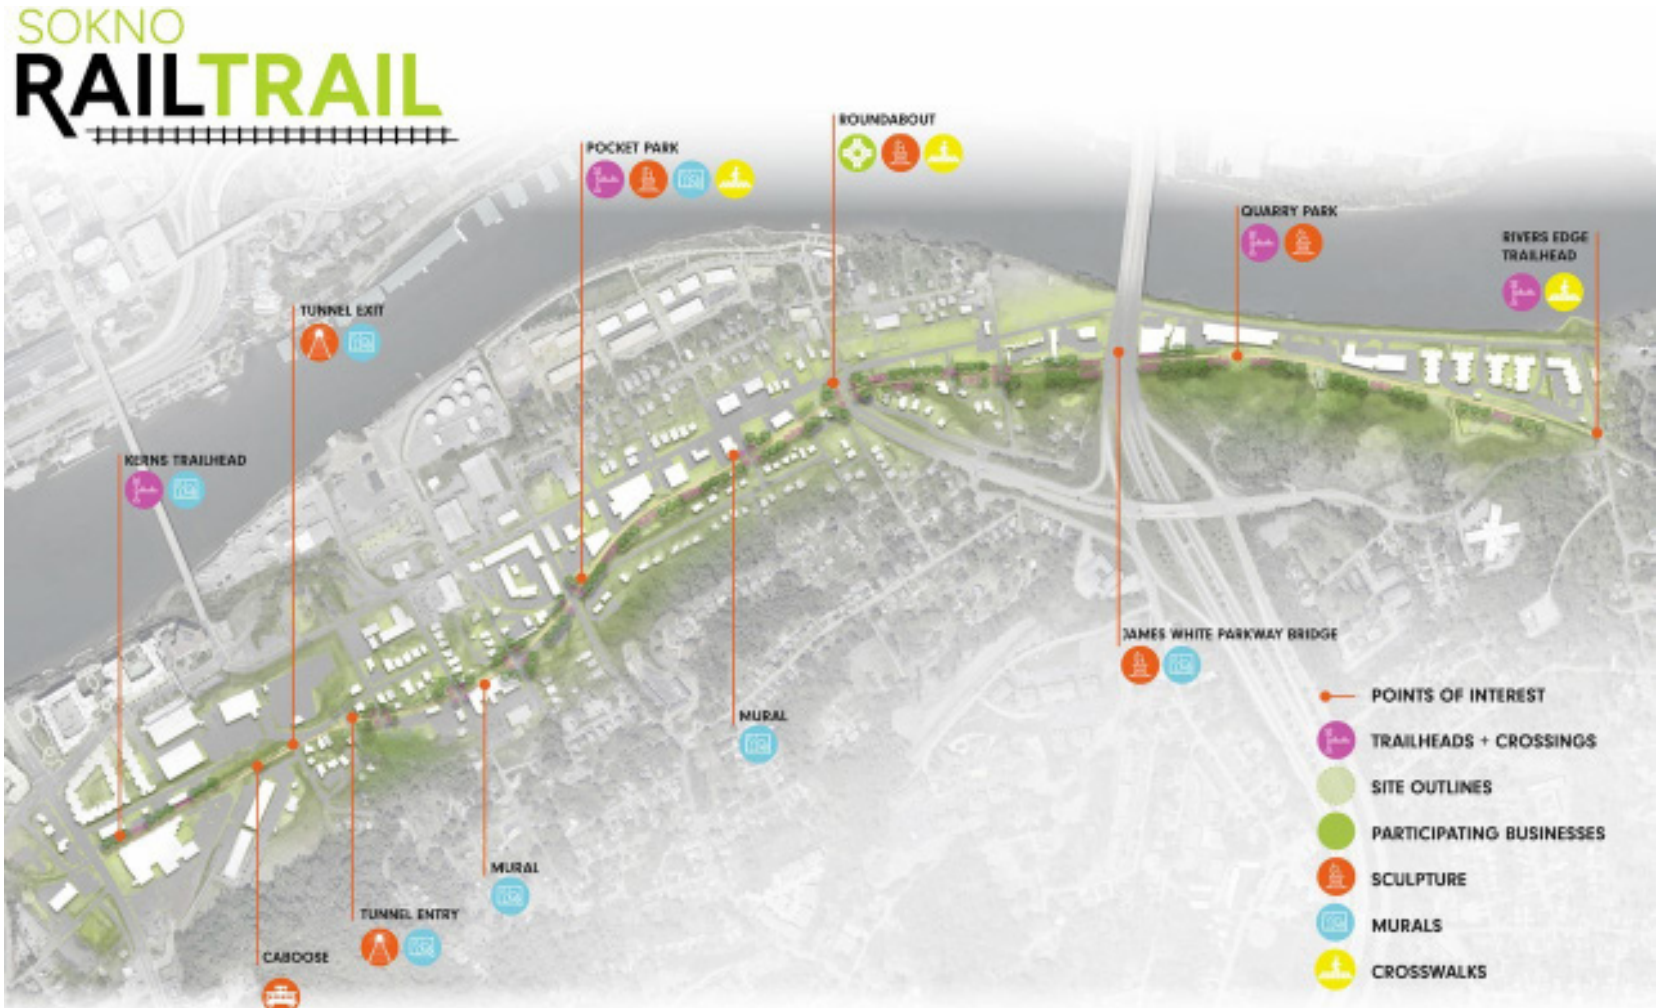 SOKNO
RAILTRAIL
ROUNDABOUT
POCKET PARK
QUARRY PARK
RIVERS EDGE
TRAILHEAD
TUNNEL EXIT
KERNS TRAILHEAD
JAMES WHITE PARKWAY BRIDGE
MURAL
MURAL
TUNNEL ENTRY
CABOOSE
POINTS OF INTEREST
TRAILHEADS + CROSSINGS
SITE OUTLINES
PARTICIPATING BUSINESSES
SCULPTURE
MURALS
CROSSWALKS